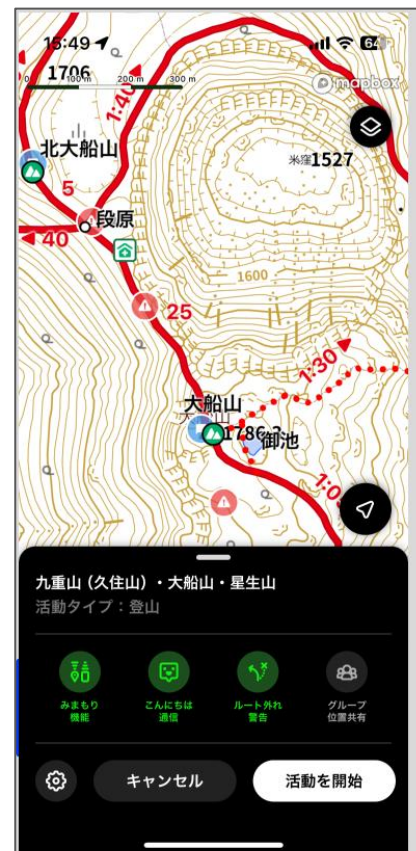 15:49
64
1706
0 100 m 200 m 300 m
mapbox
1:40
北大船山
米窪1527
5
段原
40
1600
25
1:30
大船山
御池
九重山 (久住山)・大船山・星生山
活動タイプ：登山
みまもり
機能
こんにちは
通信
ルート外れ
警告
グループ
位置共有
キャンセル
活動を開始